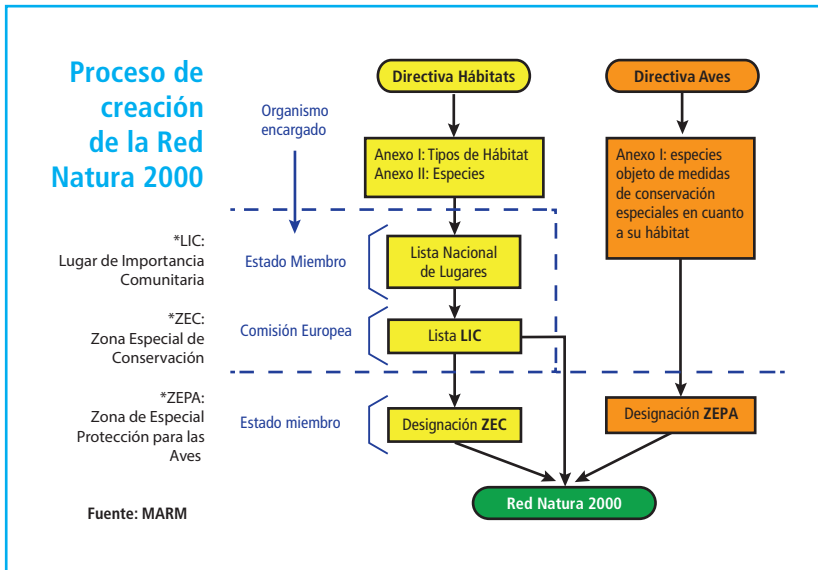 Proceso de
creación
de la Red
Natura 2000
Organismo
encargado
Directiva Hábitats
Directiva Aves
Anexo I: Tipos de Hábitat
Anexo II: Especies
Anexo I: especies
objeto de medidas
de conservación
especiales en cuanto
a su hábitat
*LIC:
Lugar de Importancia
Comunitaria
Estado Miembro
Lista Nacional
de Lugares
*ZEC:
Zona Especial de
Conservación
Comisión Europea
Lista LIC
*ZEPA:
Zona de Especial
Protección para las
Aves
Estado miembro
Designación ZEC
Designación ZEPA
Red Natura 2000
Fuente: MARM